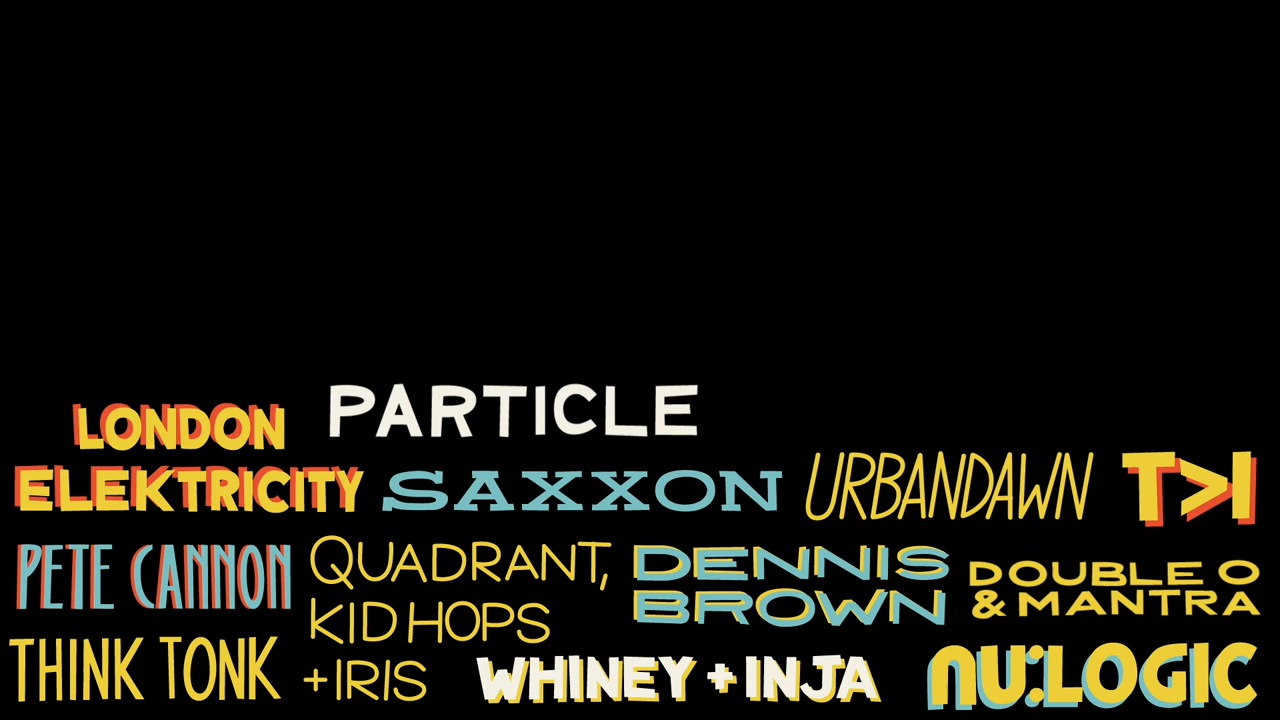 PARTICLE
LONDON
ELEKTRICITY
SAXXON
URBANDAWN
T>I
PETE CANNON
QUADRANT,
KID HOPS
+IRIS
DENNIS
BROWN
DOUBLE O
& MANTRA
THINK TONK
WHINEY + INJA
NU:LOGIC